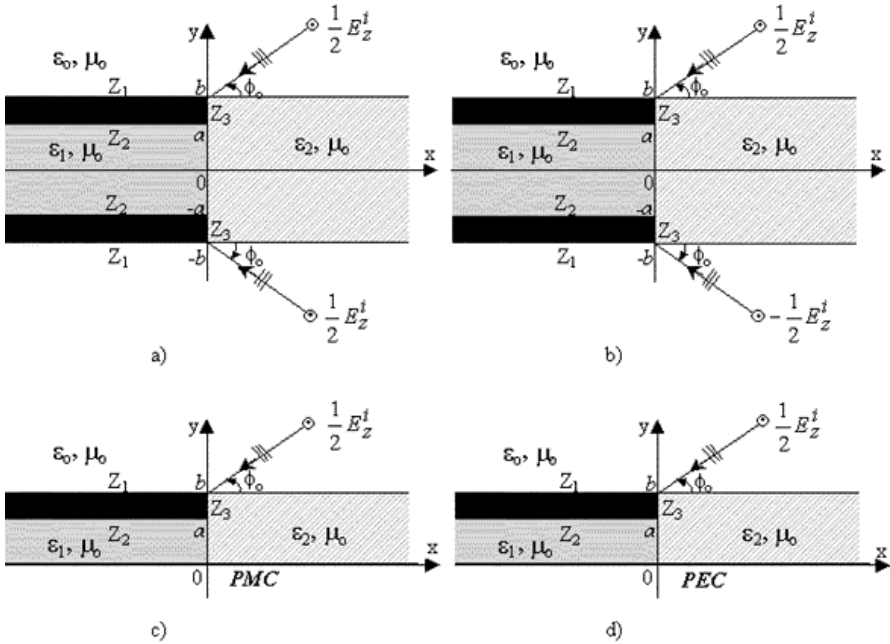 y
½ E_z^i
ε₀, μ₀
Z₁
b
ϕ₀
Z₃
Z₂
a
ε₁, μ₀
ε₂, μ₀
x
0
Z₂
-a
Z₃
Z₁
-b
ϕ₀
½ E_z^i
a)
y
½ E_z^i
ε₀, μ₀
Z₁
b
ϕ₀
Z₃
Z₂
a
ε₁, μ₀
ε₂, μ₀
x
0
Z₂
-a
Z₃
Z₁
-b
ϕ₀
-½ E_z^i
b)
y
½ E_z^i
ε₀, μ₀
Z₁
b
ϕ₀
Z₃
ε₁, μ₀
Z₂
a
ε₂, μ₀
x
0
PMC
c)
y
½ E_z^i
ε₀, μ₀
Z₁
b
ϕ₀
Z₃
ε₁, μ₀
Z₂
a
ε₂, μ₀
x
0
PEC
d)